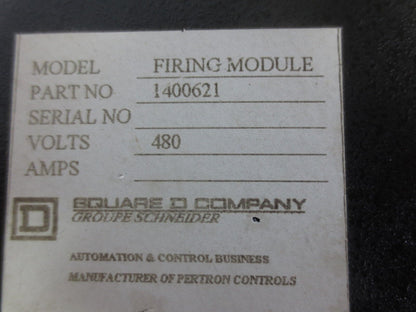 MODEL FIRING MODULE
PART NO 1400621
SERIAL NO
VOLTS 480
AMPS
D SQUARE D COMPANY
GROUPE SCHNEIDER
AUTOMATION & CONTROL BUSINESS
MANUFACTURER OF PERTRON CONTROLS